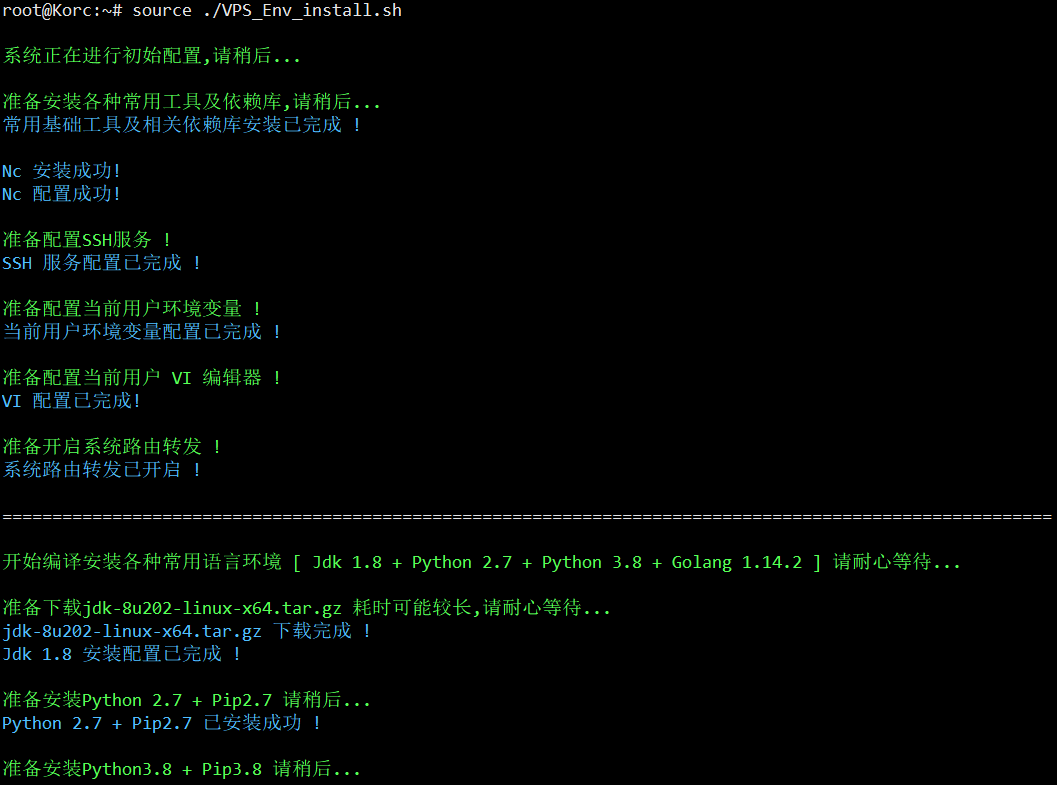 root@Korc:~# source ./VPS_Env_install.sh
系统正在进行初始配置,请稍后...
准备安装各种常用工具及依赖库,请稍后...
常用基础工具及相关依赖库安装已完成 !
Nc 安装成功!
Nc 配置成功!
准备配置SSH服务 !
SSH 服务配置已完成 !
准备配置当前用户环境变量 !
当前用户环境变量配置已完成 !
准备配置当前用户 VI 编辑器 !
VI 配置已完成!
准备开启系统路由转发 !
系统路由转发已开启 !
=========================================================================================================
开始编译安装各种常用语言环境 [ Jdk 1.8 + Python 2.7 + Python 3.8 + Golang 1.14.2 ] 请耐心等待...
准备下载jdk-8u202-linux-x64.tar.gz 耗时可能较长,请耐心等待...
jdk-8u202-linux-x64.tar.gz 下载完成 !
Jdk 1.8 安装配置已完成 !
准备安装Python 2.7 + Pip2.7 请稍后...
Python 2.7 + Pip2.7 已安装成功 !
准备安装Python3.8 + Pip3.8 请稍后...